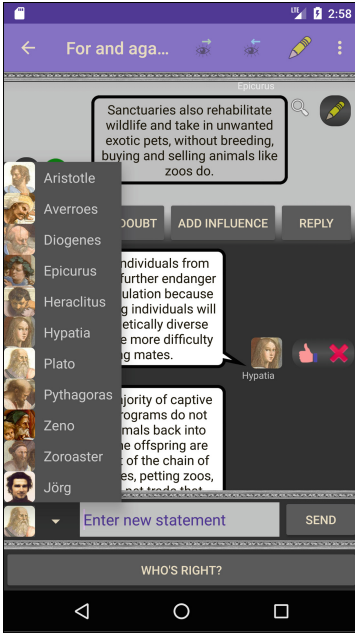 LTE 2:58
For and aga...
Epicurus
Sanctuaries also rehabilitate
wildlife and take in unwanted
exotic pets, without breeding,
buying and selling animals like
zoos do.
DOUBT
ADD INFLUENCE
REPLY
Aristotle
Averroes
Diogenes
Epicurus
Heraclitus
Hypatia
Plato
Pythagoras
Zeno
Zoroaster
Jörg
ndividuals from
further endanger
ulation because
g individuals will
etically diverse
e more difficulty
ng mates.
Hypatia
ajority of captive
rograms do not
mals back into
e offspring are
t of the chain of
es, petting zoos,
Enter new statement
SEND
WHO'S RIGHT?